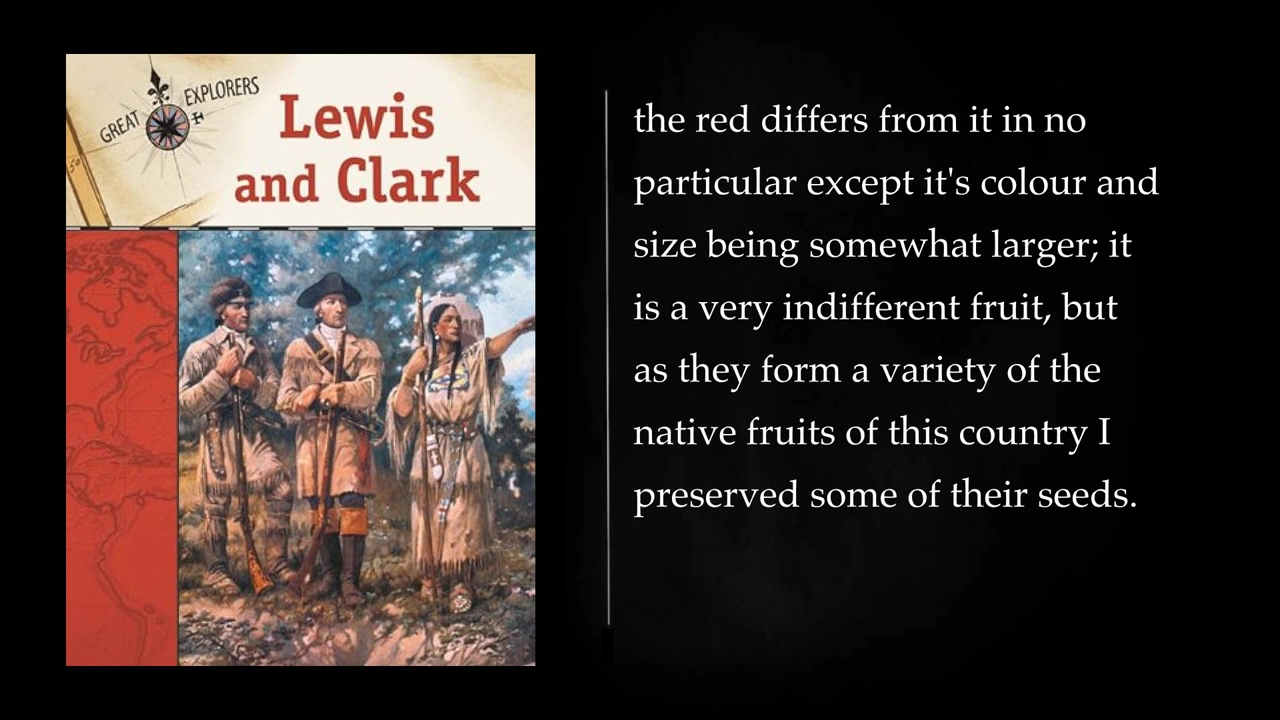 GREAT EXPLORERS
Lewis
and Clark
50
the red differs from it in no
particular except it's colour and
size being somewhat larger; it
is a very indifferent fruit, but
as they form a variety of the
native fruits of this country I
preserved some of their seeds.